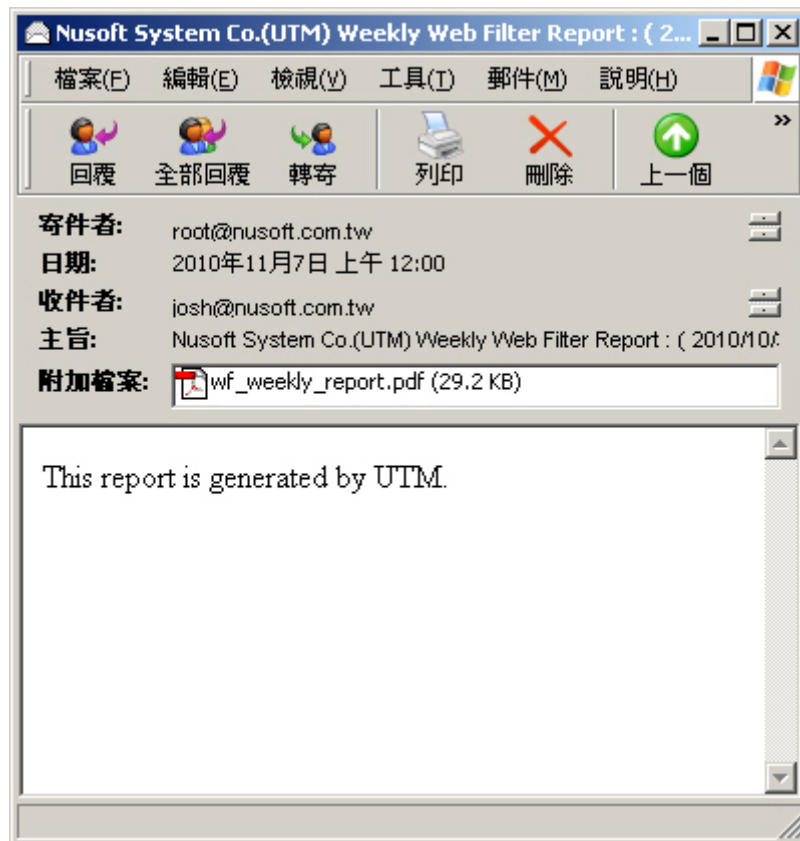 Nusoft System Co.(UTM) Weekly Web Filter Report : ( 2...
檔案(F) 編輯(E) 檢視(V) 工具(T) 郵件(M) 說明(H)
»
回覆 全部回覆 轉寄 列印 刪除 上一個
寄件者: root@nusoft.com.tw
日期: 2010年11月7日 上午 12:00
收件者: josh@nusoft.com.tw
主旨: Nusoft System Co.(UTM) Weekly Web Filter Report : ( 2010/10/
附加檔案: wf_weekly_report.pdf (29.2 KB)
This report is generated by UTM.